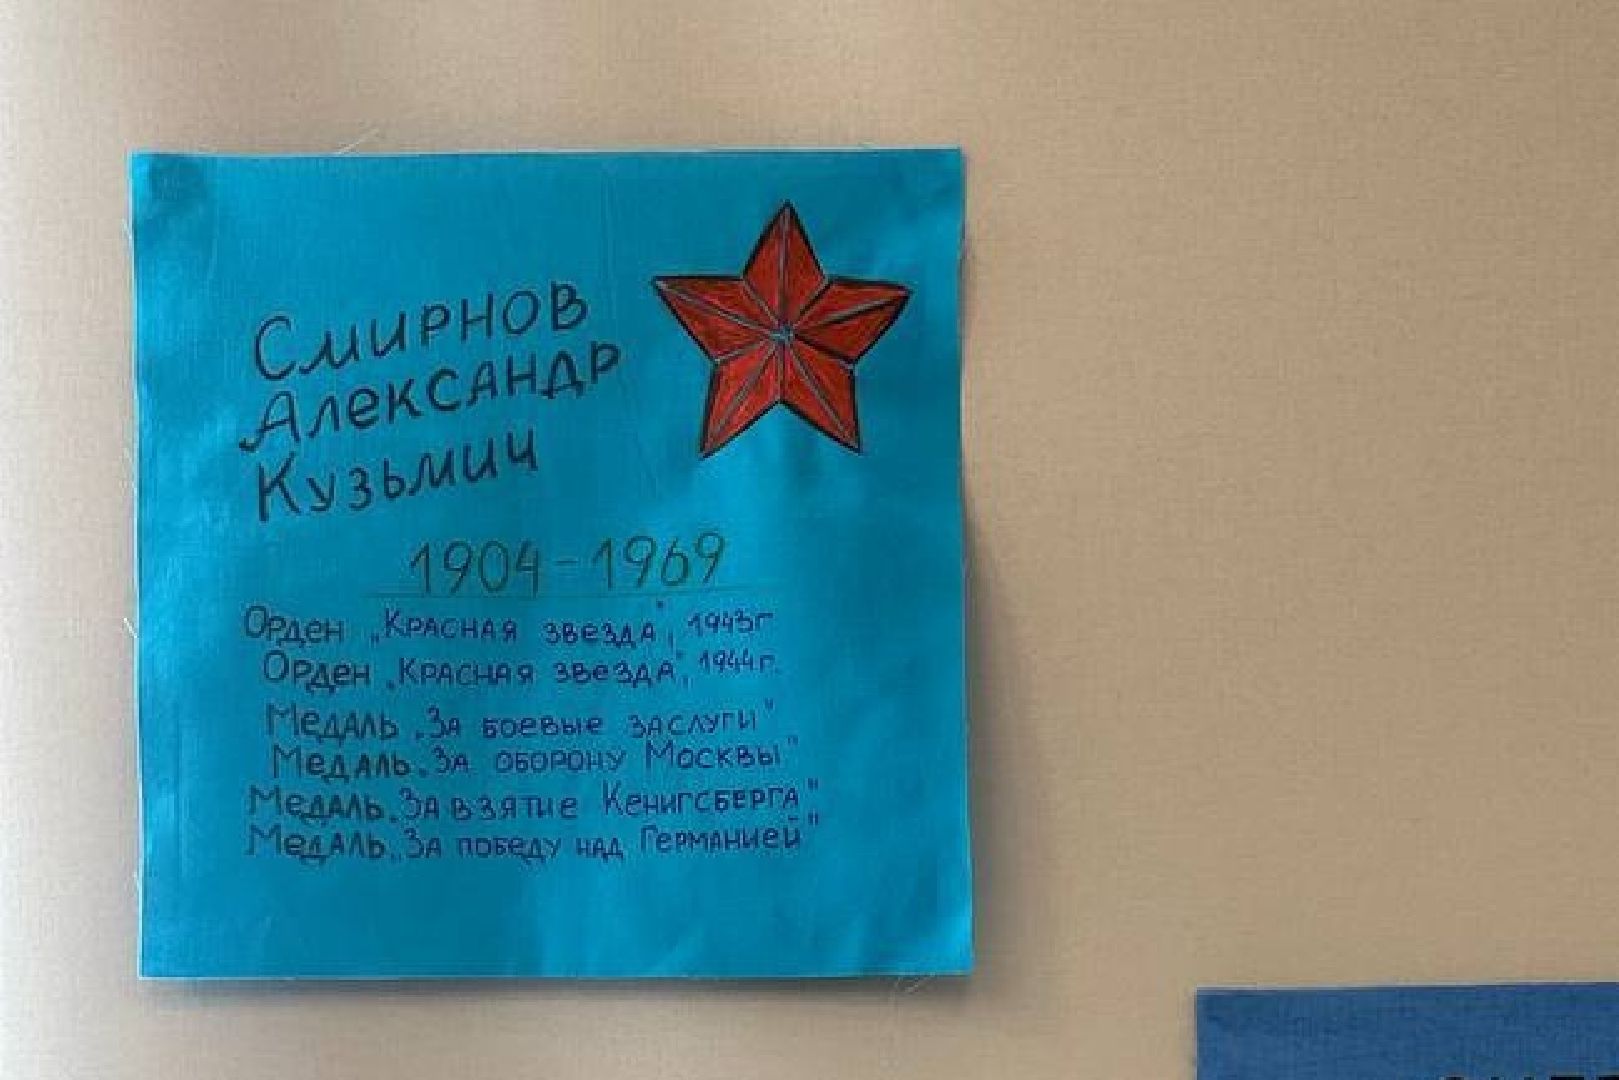 Смирнов
Александр
Кузьмич
1904-1969
Орден „Красная звезда", 1943г
Орден „Красная звезда", 1944г.
Медаль „За боевые заслуги"
Медаль „За оборону Москвы"
Медаль „За взятие Кенигсберга"
Медаль „За победу над Германией"